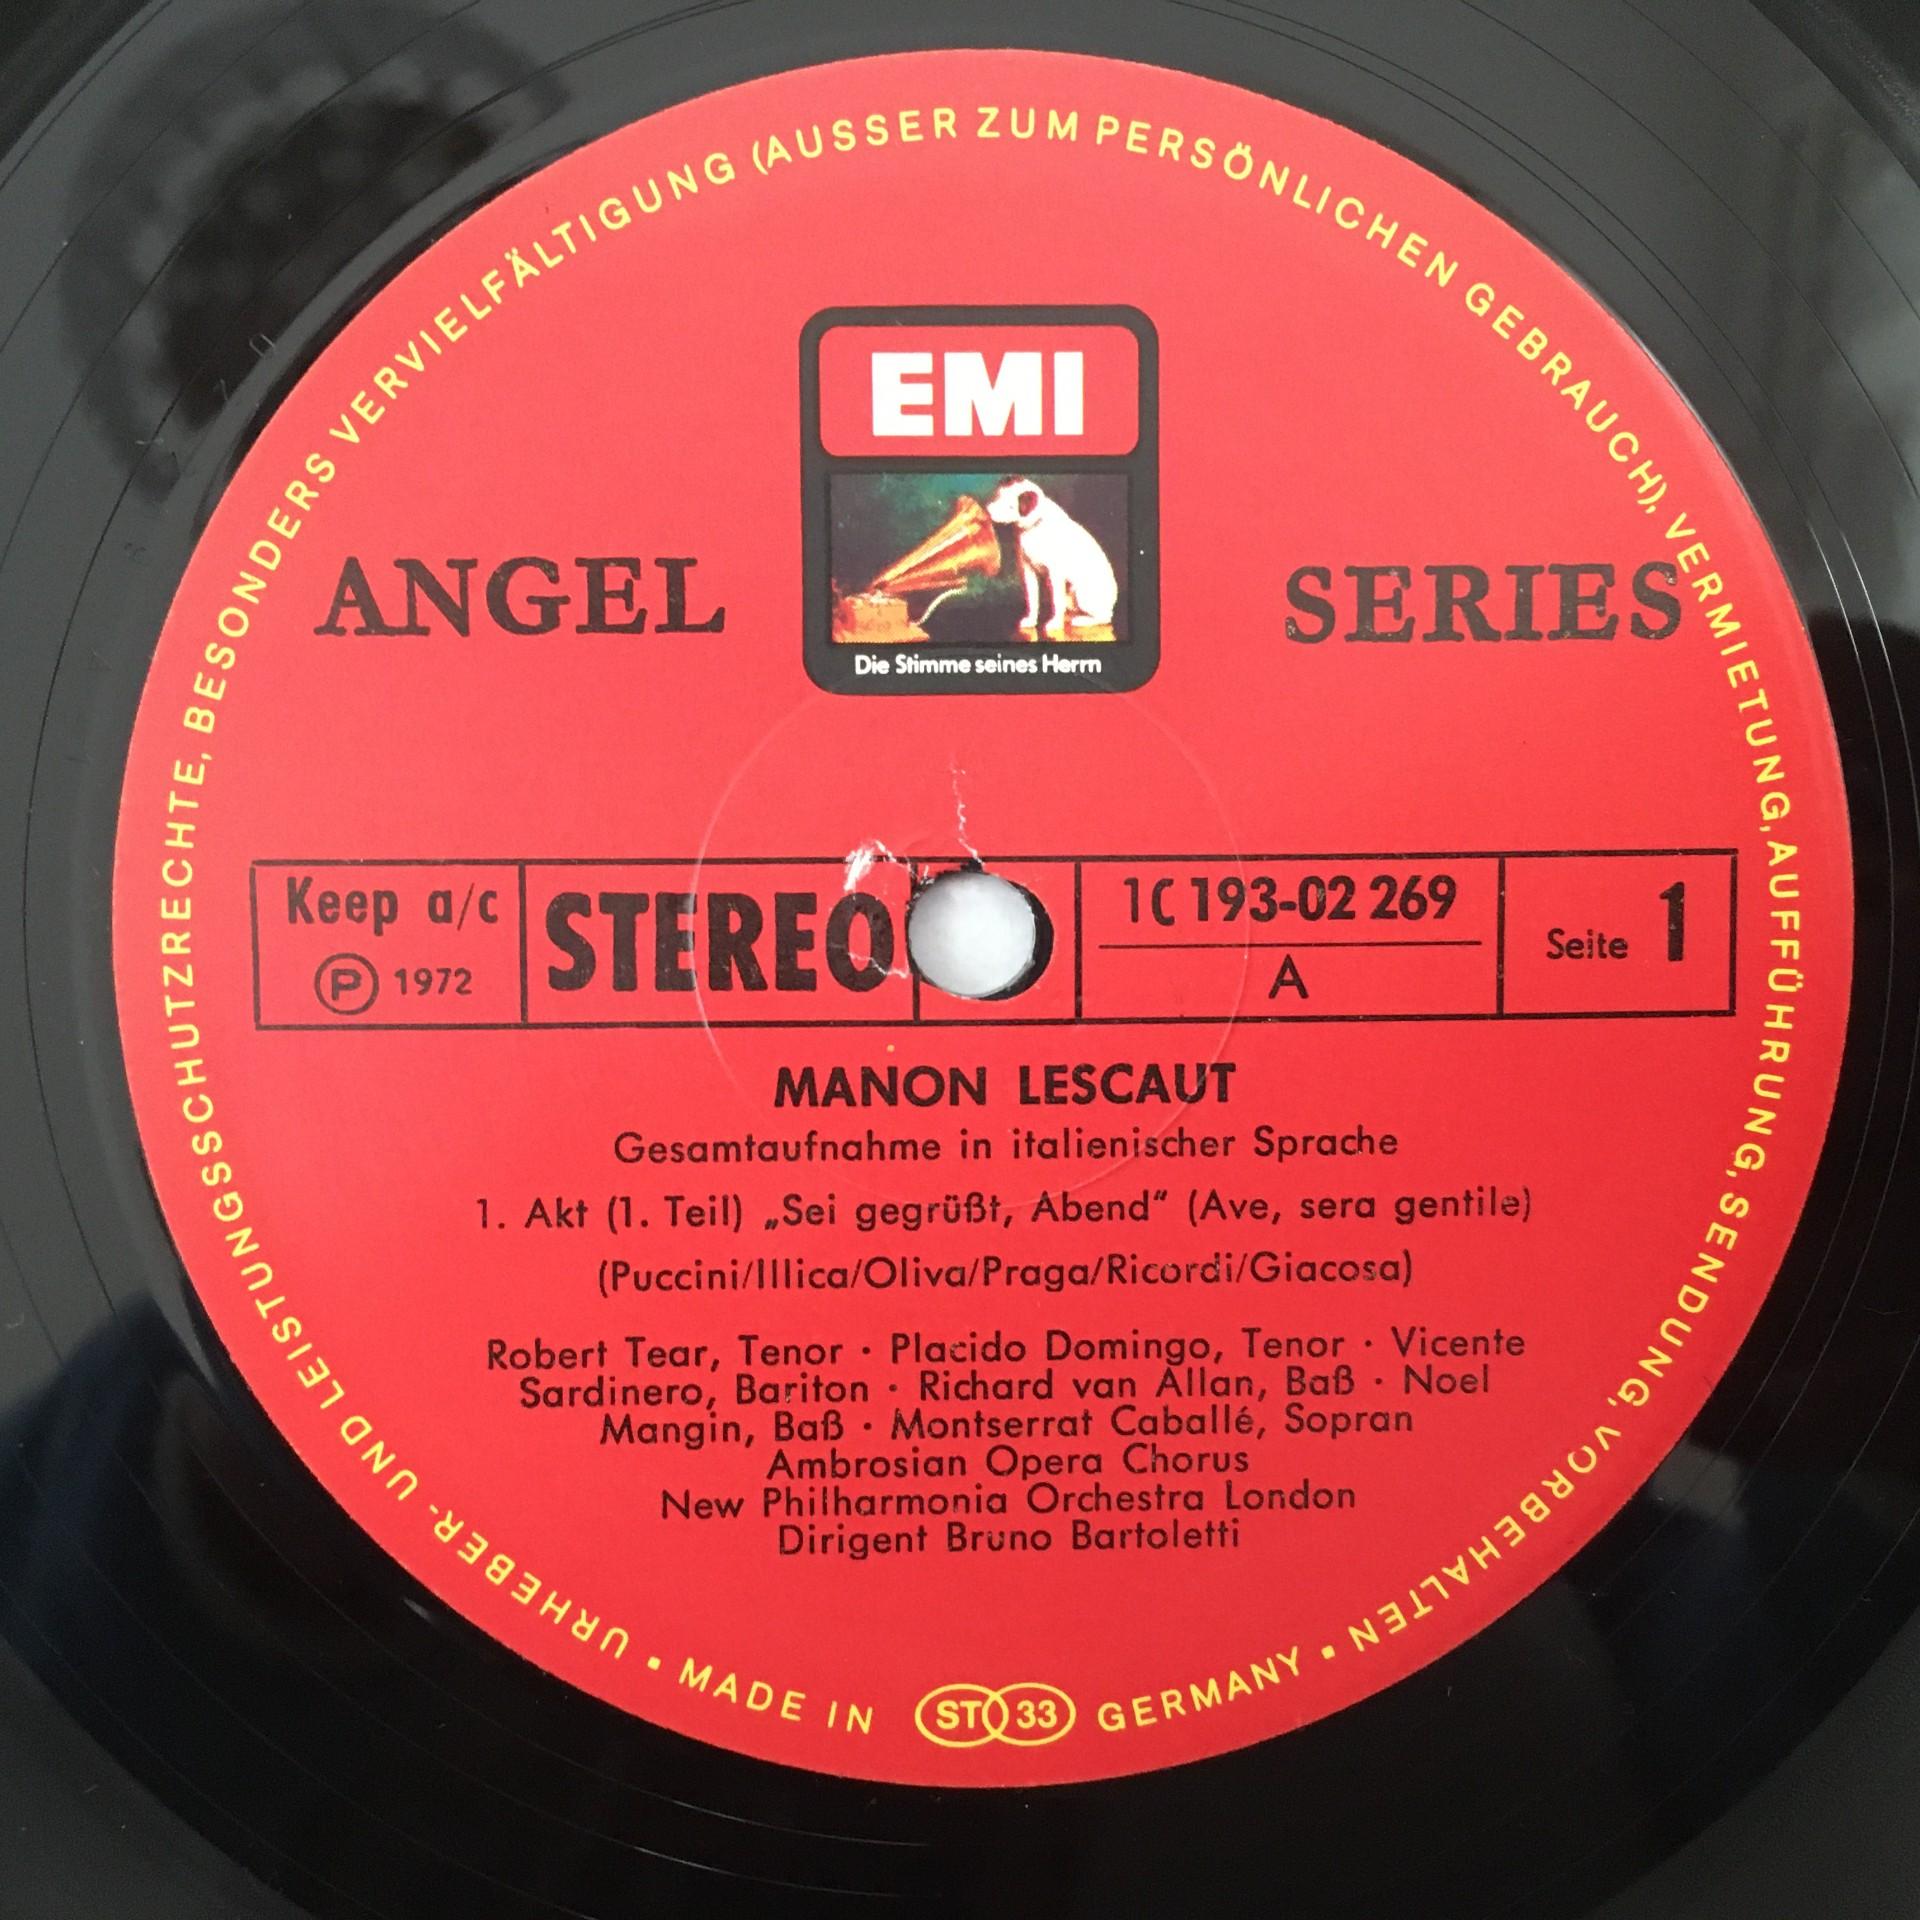 URHEBER- UND LEISTUNGSSCHUTZRECHTE, BESONDERS VERVIELFÄLTIGUNG (AUSSER ZUM PERSÖNLICHEN GEBRAUCH), VERMIETUNG, AUFFÜHRUNG, SENDUNG, VORBEHALTEN •
EMI
ANGEL SERIES
Die Stimme seines Herrn
Keep a/c
Ⓟ 1972
STEREO
1C 193-02 269
A
Seite 1
MANON LESCAUT
Gesamtaufnahme in italienischer Sprache
1. Akt (1. Teil) „Sei gegrüßt, Abend“ (Ave, sera gentile)
(Puccini/Illica/Oliva/Praga/Ricordi/Giacosa)
Robert Tear, Tenor · Placido Domingo, Tenor · Vicente
Sardinero, Bariton · Richard van Allan, Baß · Noel
Mangin, Baß · Montserrat Caballé, Sopran
Ambrosian Opera Chorus
New Philharmonia Orchestra London
Dirigent Bruno Bartoletti
• MADE IN ST 33 GERMANY